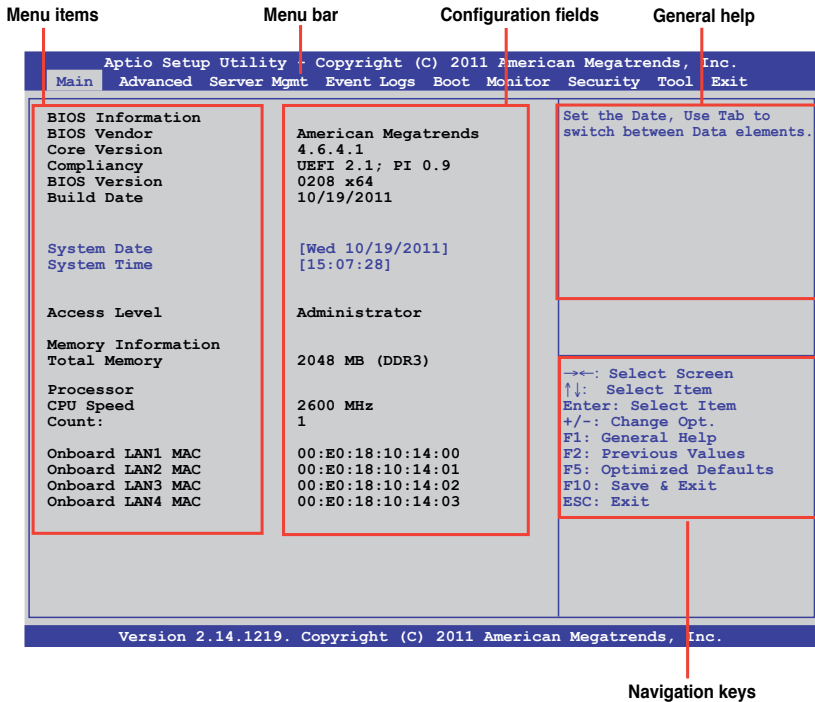 Menu items Menu bar Configuration fields General help
Aptio Setup Utility - Copyright (C) 2011 American Megatrends, Inc.
Main Advanced Server Mgmt Event Logs Boot Monitor Security Tool Exit
BIOS Information
BIOS Vendor American Megatrends
Core Version 4.6.4.1
Compliancy UEFI 2.1; PI 0.9
BIOS Version 0208 x64
Build Date 10/19/2011
System Date [Wed 10/19/2011]
System Time [15:07:28]
Access Level Administrator
Memory Information
Total Memory 2048 MB (DDR3)
Processor
CPU Speed 2600 MHz
Count: 1
Onboard LAN1 MAC 00:E0:18:10:14:00
Onboard LAN2 MAC 00:E0:18:10:14:01
Onboard LAN3 MAC 00:E0:18:10:14:02
Onboard LAN4 MAC 00:E0:18:10:14:03
Set the Date, Use Tab to
switch between Data elements.
→←: Select Screen
↑↓: Select Item
Enter: Select Item
+/-: Change Opt.
F1: General Help
F2: Previous Values
F5: Optimized Defaults
F10: Save & Exit
ESC: Exit
Version 2.14.1219. Copyright (C) 2011 American Megatrends, Inc.
Navigation keys